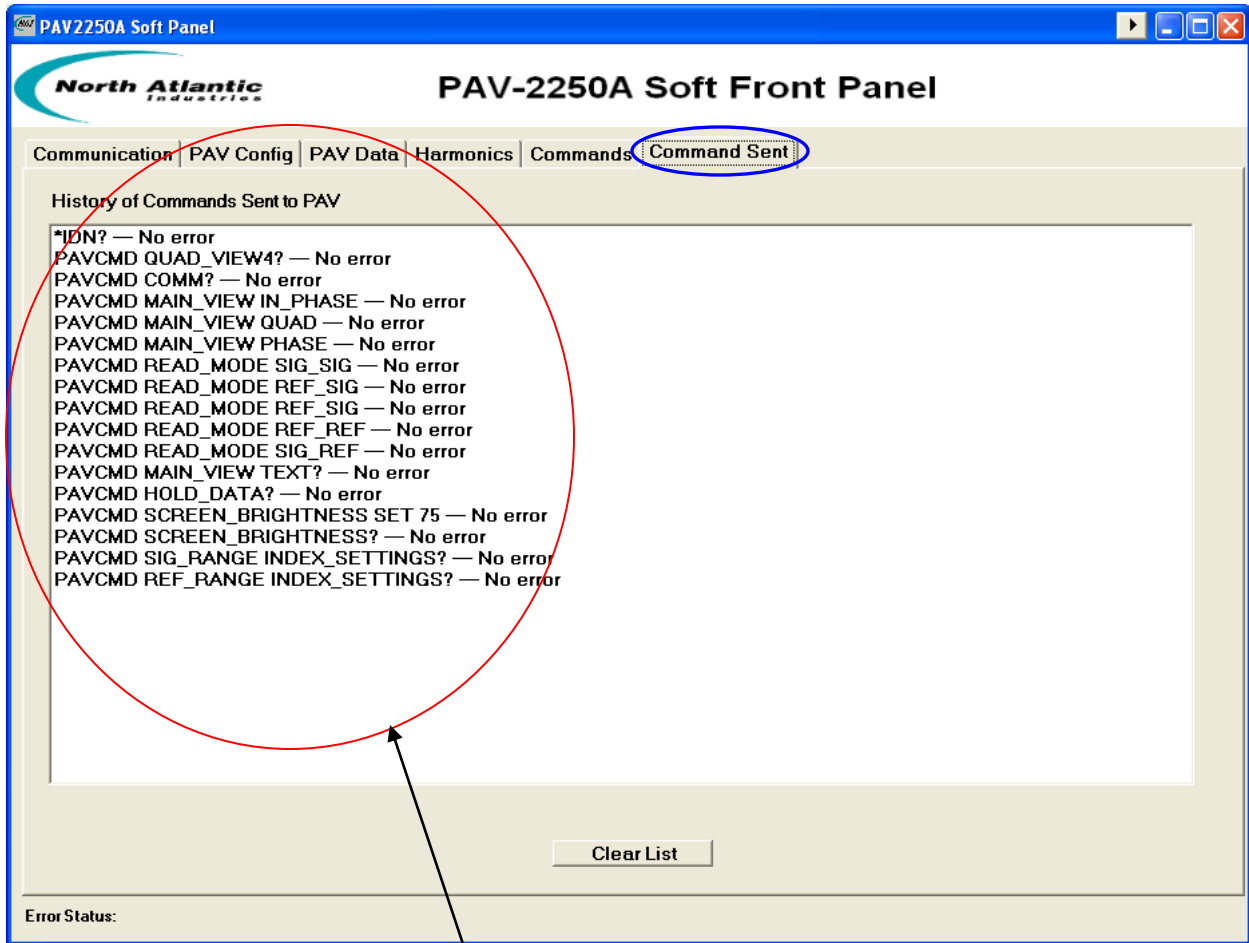 PAV2250A Soft Panel
North Atlantic
Industries
PAV-2250A Soft Front Panel
Communication PAV Config PAV Data Harmonics Commands Command Sent
History of Commands Sent to PAV
*IDN? — No error
PAVCMD QUAD_VIEW4? — No error
PAVCMD COMM? — No error
PAVCMD MAIN_VIEW IN_PHASE — No error
PAVCMD MAIN_VIEW QUAD — No error
PAVCMD MAIN_VIEW PHASE — No error
PAVCMD READ_MODE SIG_SIG — No error
PAVCMD READ_MODE REF_SIG — No error
PAVCMD READ_MODE REF_SIG — No error
PAVCMD READ_MODE REF_REF — No error
PAVCMD READ_MODE SIG_REF — No error
PAVCMD MAIN_VIEW TEXT? — No error
PAVCMD HOLD_DATA? — No error
PAVCMD SCREEN_BRIGHTNESS SET 75 — No error
PAVCMD SCREEN_BRIGHTNESS? — No error
PAVCMD SIG_RANGE INDEX_SETTINGS? — No error
PAVCMD REF_RANGE INDEX_SETTINGS? — No error
Clear List
Error Status: